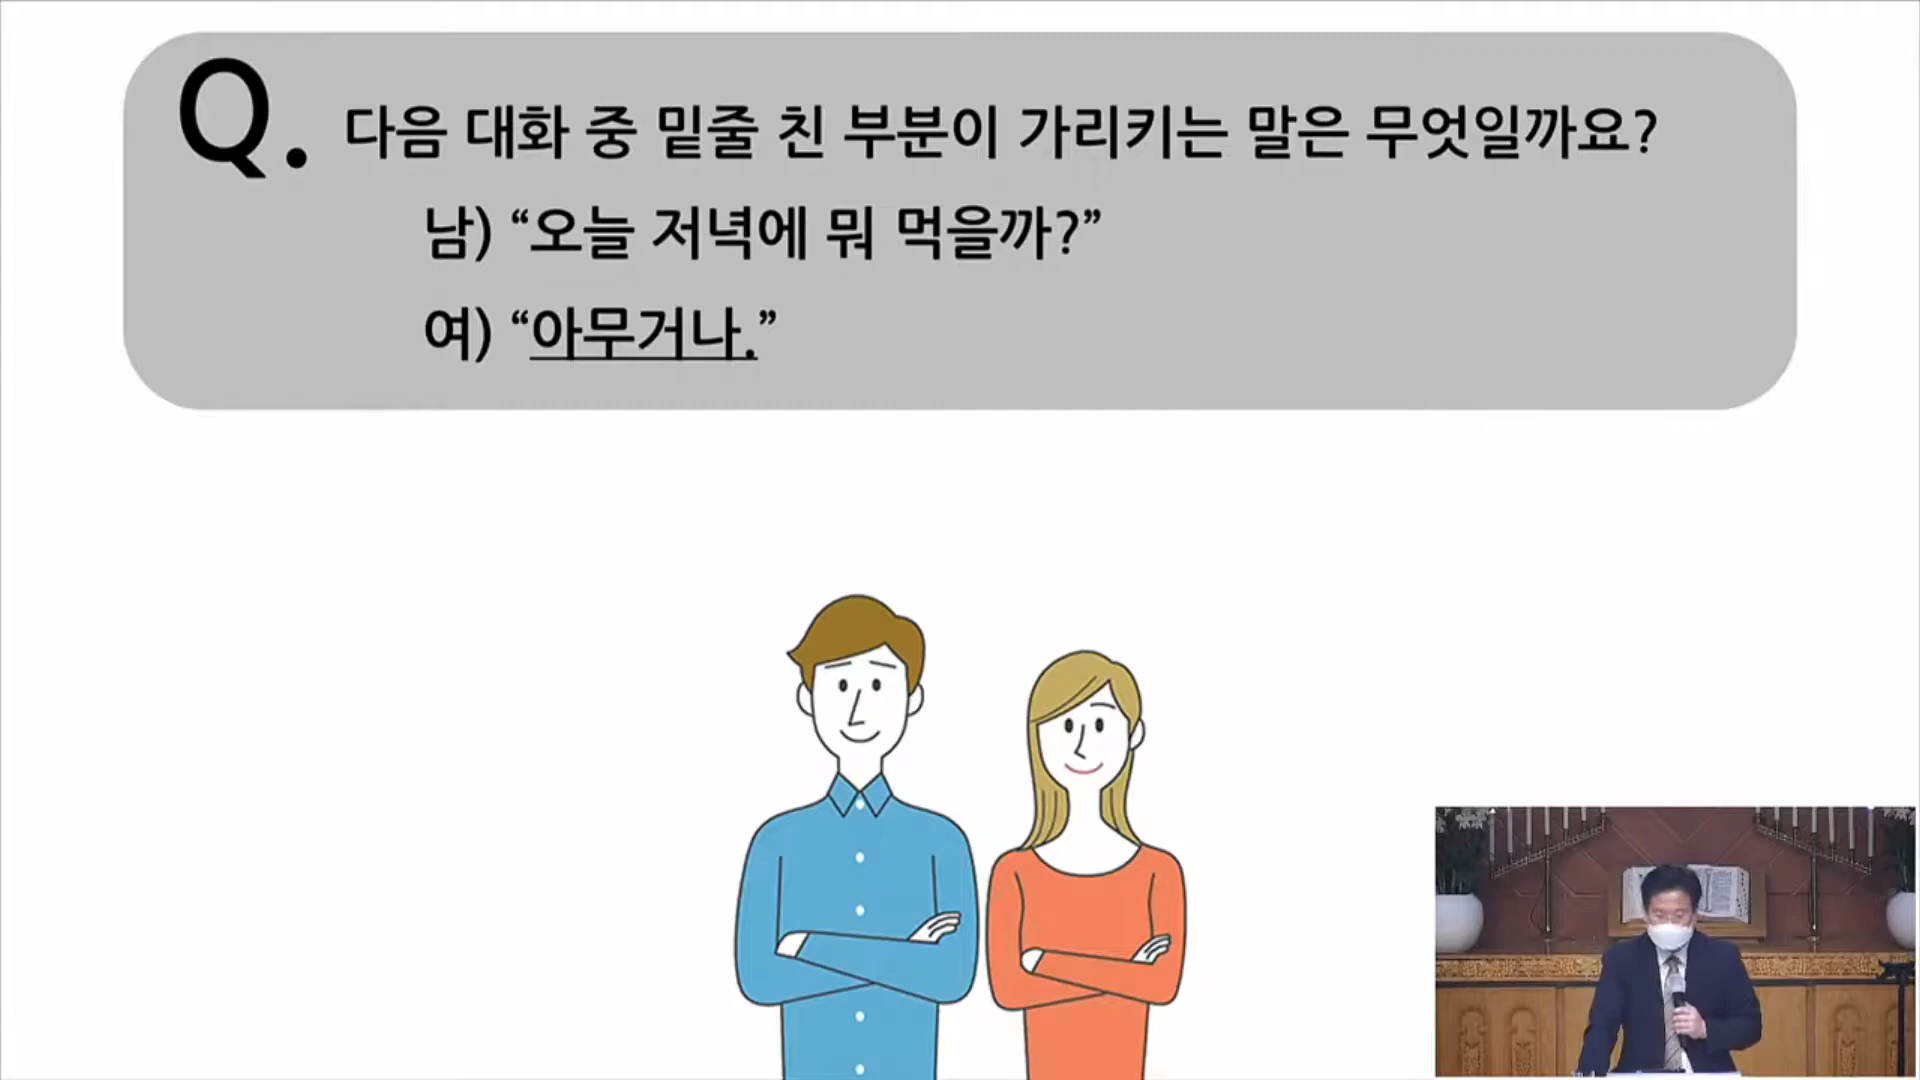 Q. 다음 대화 중 밑줄 친 부분이 가리키는 말은 무엇일까요?
남) “오늘 저녁에 뭐 먹을까?”
여) “아무거나.”